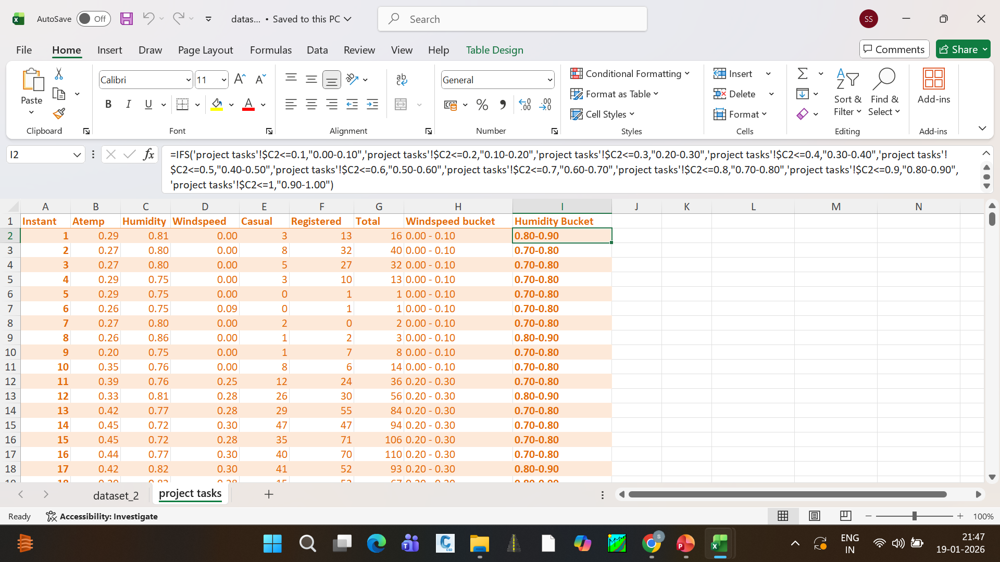 AutoSave Off datas... • Saved to this PC Search SS
File Home Insert Draw Page Layout Formulas Data Review View Help Table Design Comments Share
Paste Calibri 11 General Conditional Formatting Insert Sort & Filter Find & Select Add-ins
B I U Format as Table Delete
Cell Styles Format
Clipboard Font Alignment Number Styles Cells Editing Add-ins
I2 fx =IFS('project tasks'!$C2<=0.1,"0.00-0.10",'project tasks'!$C2<=0.2,"0.10-0.20",'project tasks'!$C2<=0.3,"0.20-0.30",'project tasks'!$C2<=0.4,"0.30-0.40",'project tasks'!
$C2<=0.5,"0.40-0.50",'project tasks'!$C2<=0.6,"0.50-0.60",'project tasks'!$C2<=0.7,"0.60-0.70",'project tasks'!$C2<=0.8,"0.70-0.80",'project tasks'!$C2<=0.9,"0.80-0.90",
'project tasks'!$C2<=1,"0.90-1.00")
A B C D E F G H I J K L M N
1 Instant Atemp Humidity Windspeed Casual Registered Total Windspeed bucket Humidity Bucket
2 1 0.29 0.81 0.00 3 13 16 0.00 - 0.10 0.80-0.90
3 2 0.27 0.80 0.00 8 32 40 0.00 - 0.10 0.70-0.80
4 3 0.27 0.80 0.00 5 27 32 0.00 - 0.10 0.70-0.80
5 4 0.29 0.75 0.00 3 10 13 0.00 - 0.10 0.70-0.80
6 5 0.29 0.75 0.00 0 1 1 0.00 - 0.10 0.70-0.80
7 6 0.26 0.75 0.09 0 1 1 0.00 - 0.10 0.70-0.80
8 7 0.27 0.80 0.00 2 0 2 0.00 - 0.10 0.70-0.80
9 8 0.26 0.86 0.00 1 2 3 0.00 - 0.10 0.80-0.90
10 9 0.20 0.75 0.00 1 7 8 0.00 - 0.10 0.70-0.80
11 10 0.35 0.76 0.00 8 6 14 0.00 - 0.10 0.70-0.80
12 11 0.39 0.76 0.25 12 24 36 0.20 - 0.30 0.70-0.80
13 12 0.33 0.81 0.28 26 30 56 0.20 - 0.30 0.80-0.90
14 13 0.42 0.77 0.28 29 55 84 0.20 - 0.30 0.70-0.80
15 14 0.45 0.72 0.30 47 47 94 0.20 - 0.30 0.70-0.80
16 15 0.45 0.72 0.28 35 71 106 0.20 - 0.30 0.70-0.80
17 16 0.44 0.77 0.30 40 70 110 0.20 - 0.30 0.70-0.80
18 17 0.42 0.82 0.30 41 52 93 0.20 - 0.30 0.80-0.90
dataset_2 project tasks
Ready Accessibility: Investigate 100%
ENG 21:47
IN 19-01-2026